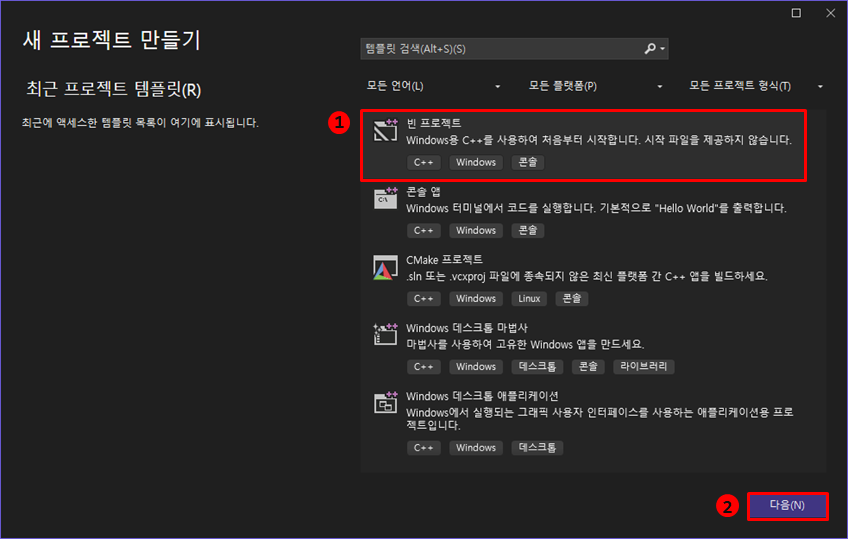 새 프로젝트 만들기
템플릿 검색(Alt+S)(S)
최근 프로젝트 템플릿(R)
모든 언어(L)
모든 플랫폼(P)
모든 프로젝트 형식(T)
최근에 액세스한 템플릿 목록이 여기에 표시됩니다.
1
빈 프로젝트
Windows용 C++를 사용하여 처음부터 시작합니다. 시작 파일을 제공하지 않습니다.
C++ Windows 콘솔
콘솔 앱
Windows 터미널에서 코드를 실행합니다. 기본적으로 "Hello World"를 출력합니다.
C++ Windows 콘솔
CMake 프로젝트
.sln 또는 .vcxproj 파일에 종속되지 않은 최신 플랫폼 간 C++ 앱을 빌드하세요.
C++ Windows Linux 콘솔
Windows 데스크톱 마법사
마법사를 사용하여 고유한 Windows 앱을 만드세요.
C++ Windows 데스크톱 콘솔 라이브러리
Windows 데스크톱 애플리케이션
Windows에서 실행되는 그래픽 사용자 인터페이스를 사용하는 애플리케이션용 프로
젝트입니다.
C++ Windows 데스크톱
2
다음(N)